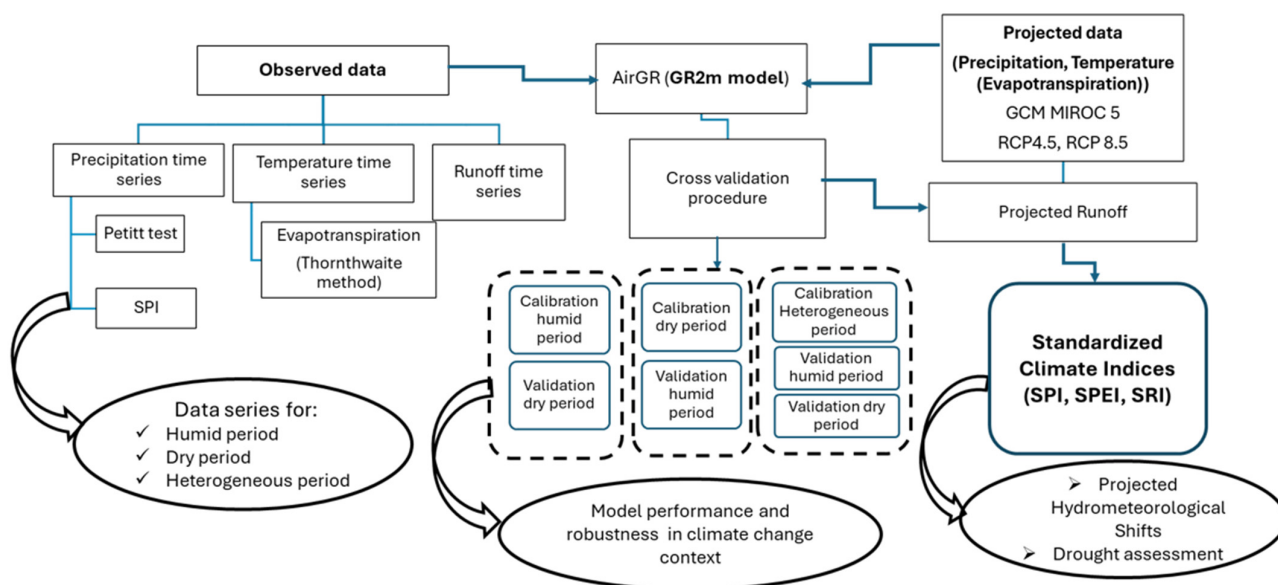 Observed data
Precipitation time
series
Petitt test
SPI
Temperature time
series
Evapotranspiration
(Thornthwaite
method)
Runoff time
series
Data series for:
✓ Humid period
✓ Dry period
✓ Heterogeneous period
AirGR (GR2m model)
Cross validation
procedure
Calibration
humid
period
Validation
dry period
Calibration
dry period
Validation
humid
period
Calibration
Heterogeneous
period
Validation
humid period
Validation dry
period
Model performance and
robustness in climate change
context
Projected data
(Precipitation, Temperature
(Evapotranspiration))
GCM MIROC 5
RCP4.5, RCP 8.5
Projected Runoff
Standardized
Climate Indices
(SPI, SPEI, SRI)
➢ Projected
Hydrometeorological
Shifts
➢ Drought assessment